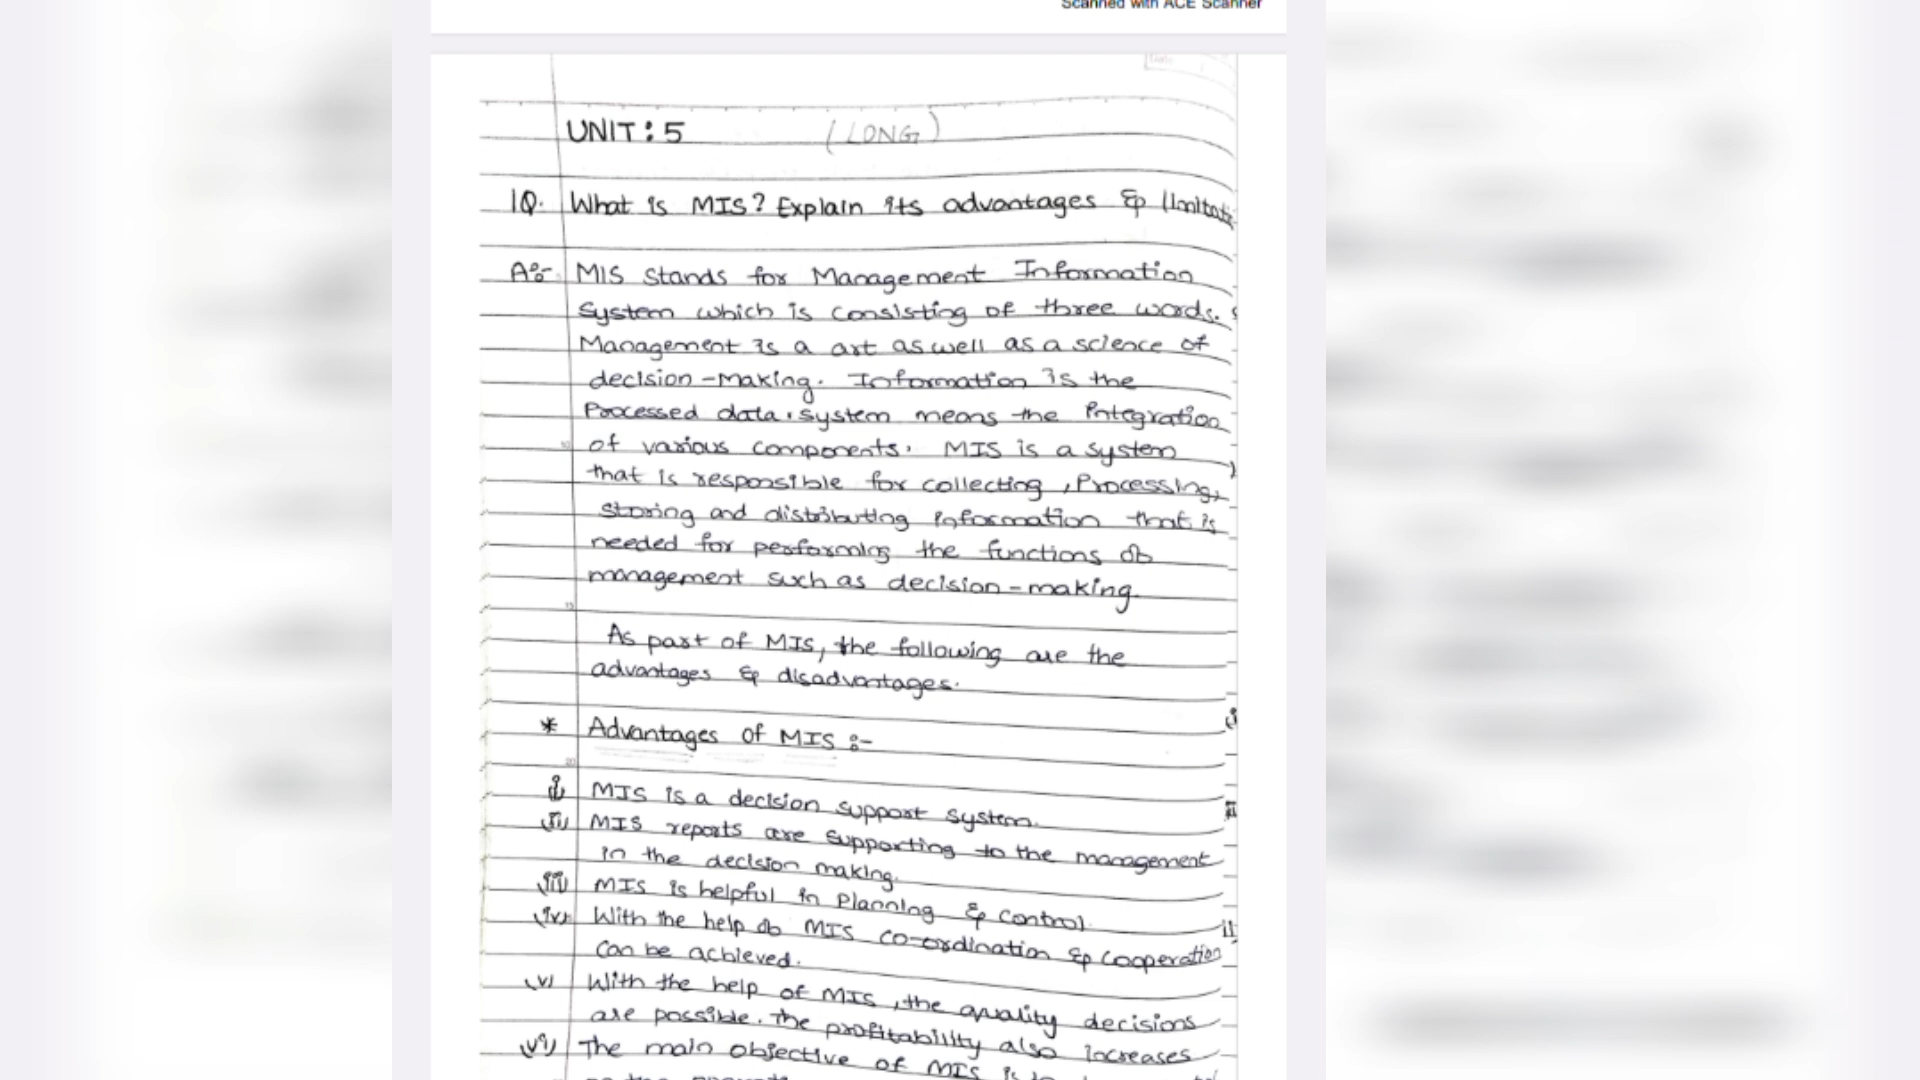 Scanned with ACE Scanner
UNIT: 5 (LONG)
1Q. What is MIS? Explain its advantages &
A:- MIS stands for Management Information
System which is consisting of three words.
Management is a art as well as a science of
decision-making. Information is the
Processed data. System means the integration
of various components. MIS is a system
that is responsible for collecting, Processing,
storing and distributing information that is
needed for performing the functions of
management such as decision-making.
As part of MIS, the following are the
advantages & disadvantages.
* Advantages of MIS :-
i) MIS is a decision support system.
ii) MIS reports are supporting to the management
in the decision making.
iii) MIS is helpful in Planning & control.
iv) With the help of MIS co-ordination & cooperation
can be achieved.
v) With the help of MIS, the quality decisions
are possible. The profitability also increases
vi) The main objective of MIS is to